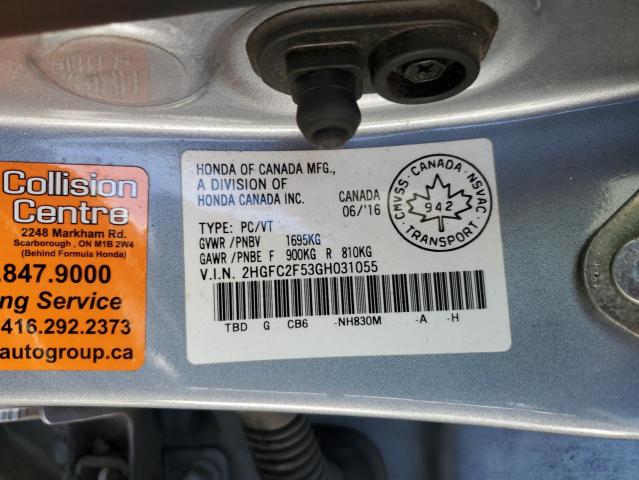 Collision
Centre
2248 Markham Rd.
Scarborough , ON M1B 2W4
(Behind Formula Honda)
.847.9000
ng Service
416.292.2373
autogroup.ca
HONDA OF CANADA MFG.,
A DIVISION OF
HONDA CANADA INC.
CANADA
06/'16
TYPE: PC/VT
GVWR /PNBV 1695KG
GAWR /PNBE F 900KG R 810KG
V.I.N. 2HGFC2F53GH031055
TBD G CB6 -NH830M -A -H
CMVSS · CANADA · NSVAC
942
TRANSPORT